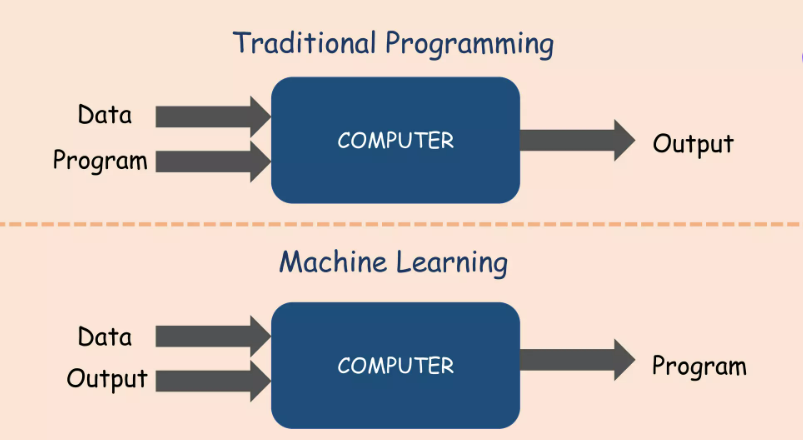 Traditional Programming
Data
Program
COMPUTER
Output
Machine Learning
Data
Output
COMPUTER
Program